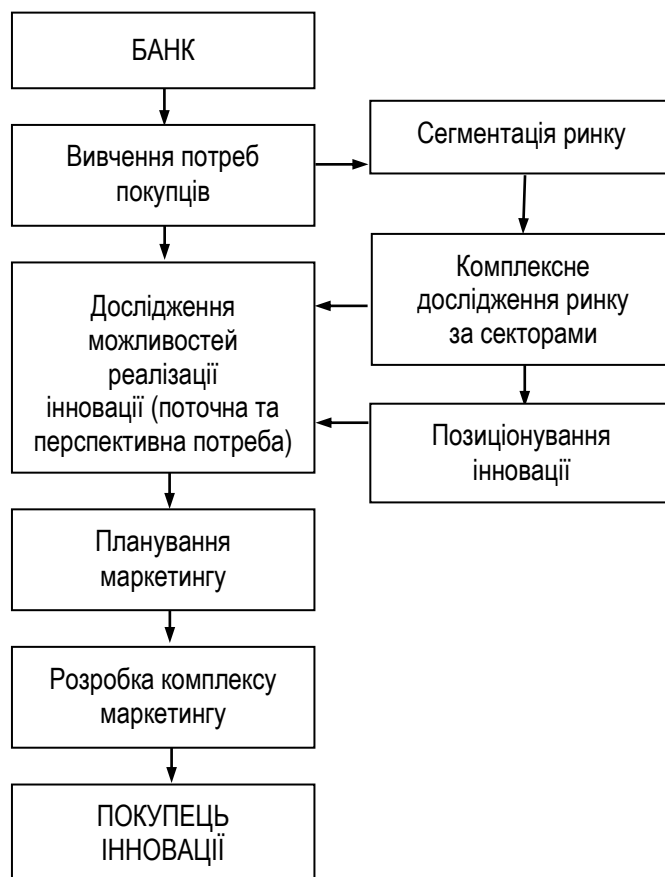 БАНК
Вивчення потреб
покупців
Сегментація ринку
Комплексне
дослідження ринку
за секторами
Дослідження
можливостей
реалізації
інновації (поточна та
перспективна потреба)
Позиціонування
інновації
Планування
маркетингу
Розробка комплексу
маркетингу
ПОКУПЕЦЬ
ІННОВАЦІЇ